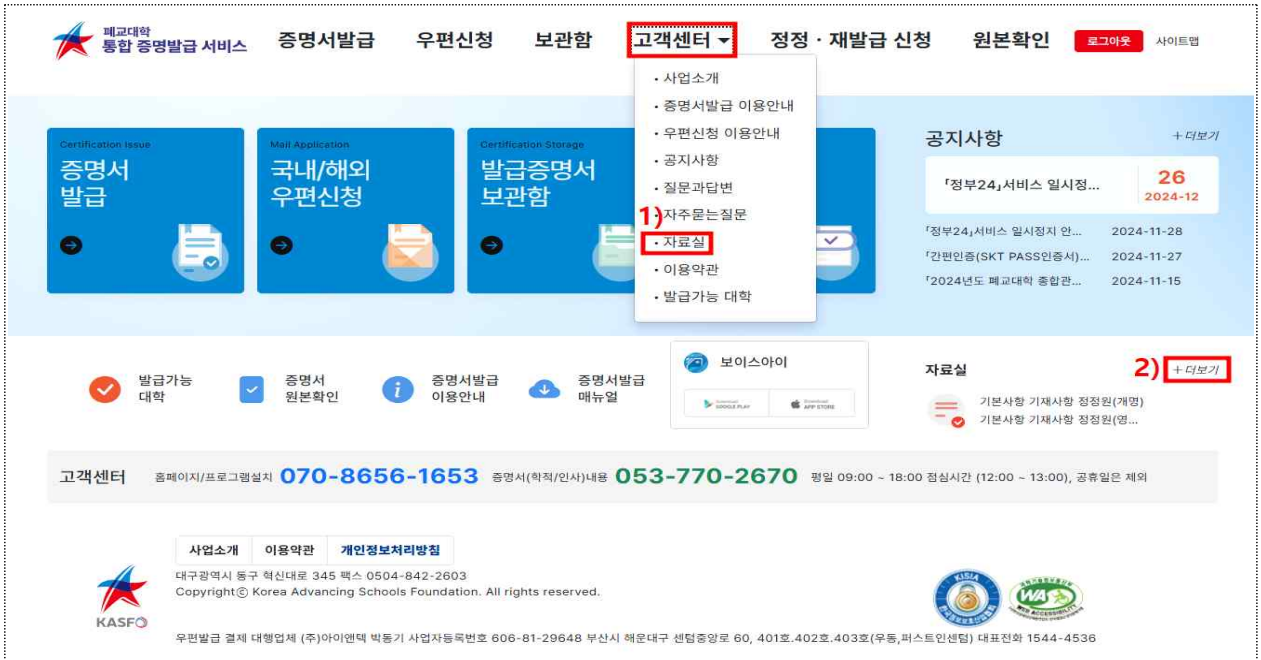 폐교대학
통합 증명발급 서비스
증명서발급
우편신청
보관함
고객센터
정정 · 재발급 신청
원본확인
로그아웃
사이트맵
• 사업소개
• 증명서발급 이용안내
• 우편신청 이용안내
• 공지사항
• 질문과답변
• 자주묻는질문
1)
• 자료실
• 이용약관
• 발급가능 대학
Certification Issue
증명서
발급
Mail Application
국내/해외
우편신청
Certification Storage
발급증명서
보관함
공지사항
+더보기
「정부24」서비스 일시정...
26
2024-12
「정부24」서비스 일시정지 안...
2024-11-28
「간편인증(SKT PASS인증서)...
2024-11-27
「2024년도 폐교대학 종합관...
2024-11-15
발급가능
대학
증명서
원본확인
증명서발급
이용안내
증명서발급
매뉴얼
보이스아이
Download
GOOGLE PLAY
Download
APP STORE
자료실
2)
+더보기
기본사항 기재사항 정정원(개명)
기본사항 기재사항 정정원(영...
고객센터
홈페이지/프로그램설치 070-8656-1653 증명서(학적/인사)내용 053-770-2670 평일 09:00 ~ 18:00 점심시간 (12:00 ~ 13:00), 공휴일은 제외
사업소개
이용약관
개인정보처리방침
대구광역시 동구 혁신대로 345 팩스 0504-842-2603
Copyrightⓒ Korea Advancing Schools Foundation. All rights reserved.
KASFO
KISIA
WA
WEB ACCESSIBILITY
우편발급 결제 대행업체 (주)아이앤텍 박동기 사업자등록번호 606-81-29648 부산시 해운대구 센텀중앙로 60, 401호.402호.403호(우동,퍼스트인센텀) 대표전화 1544-4536